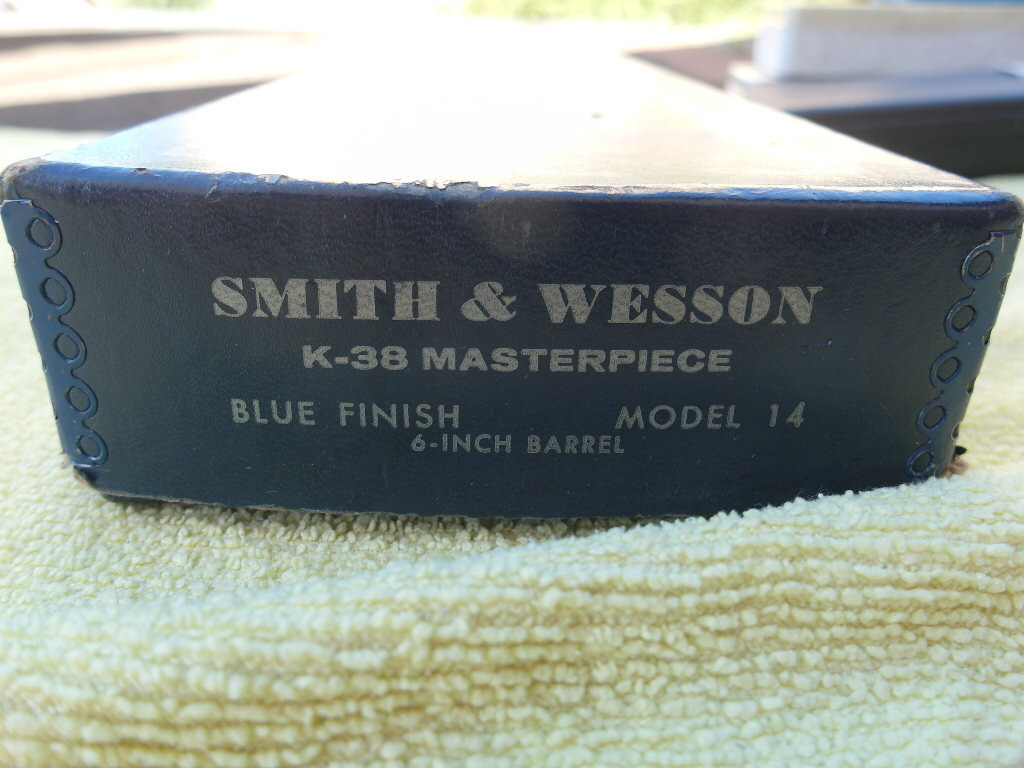 SMITH & WESSON
K-38 MASTERPIECE
BLUE FINISH MODEL 14
6-INCH BARREL